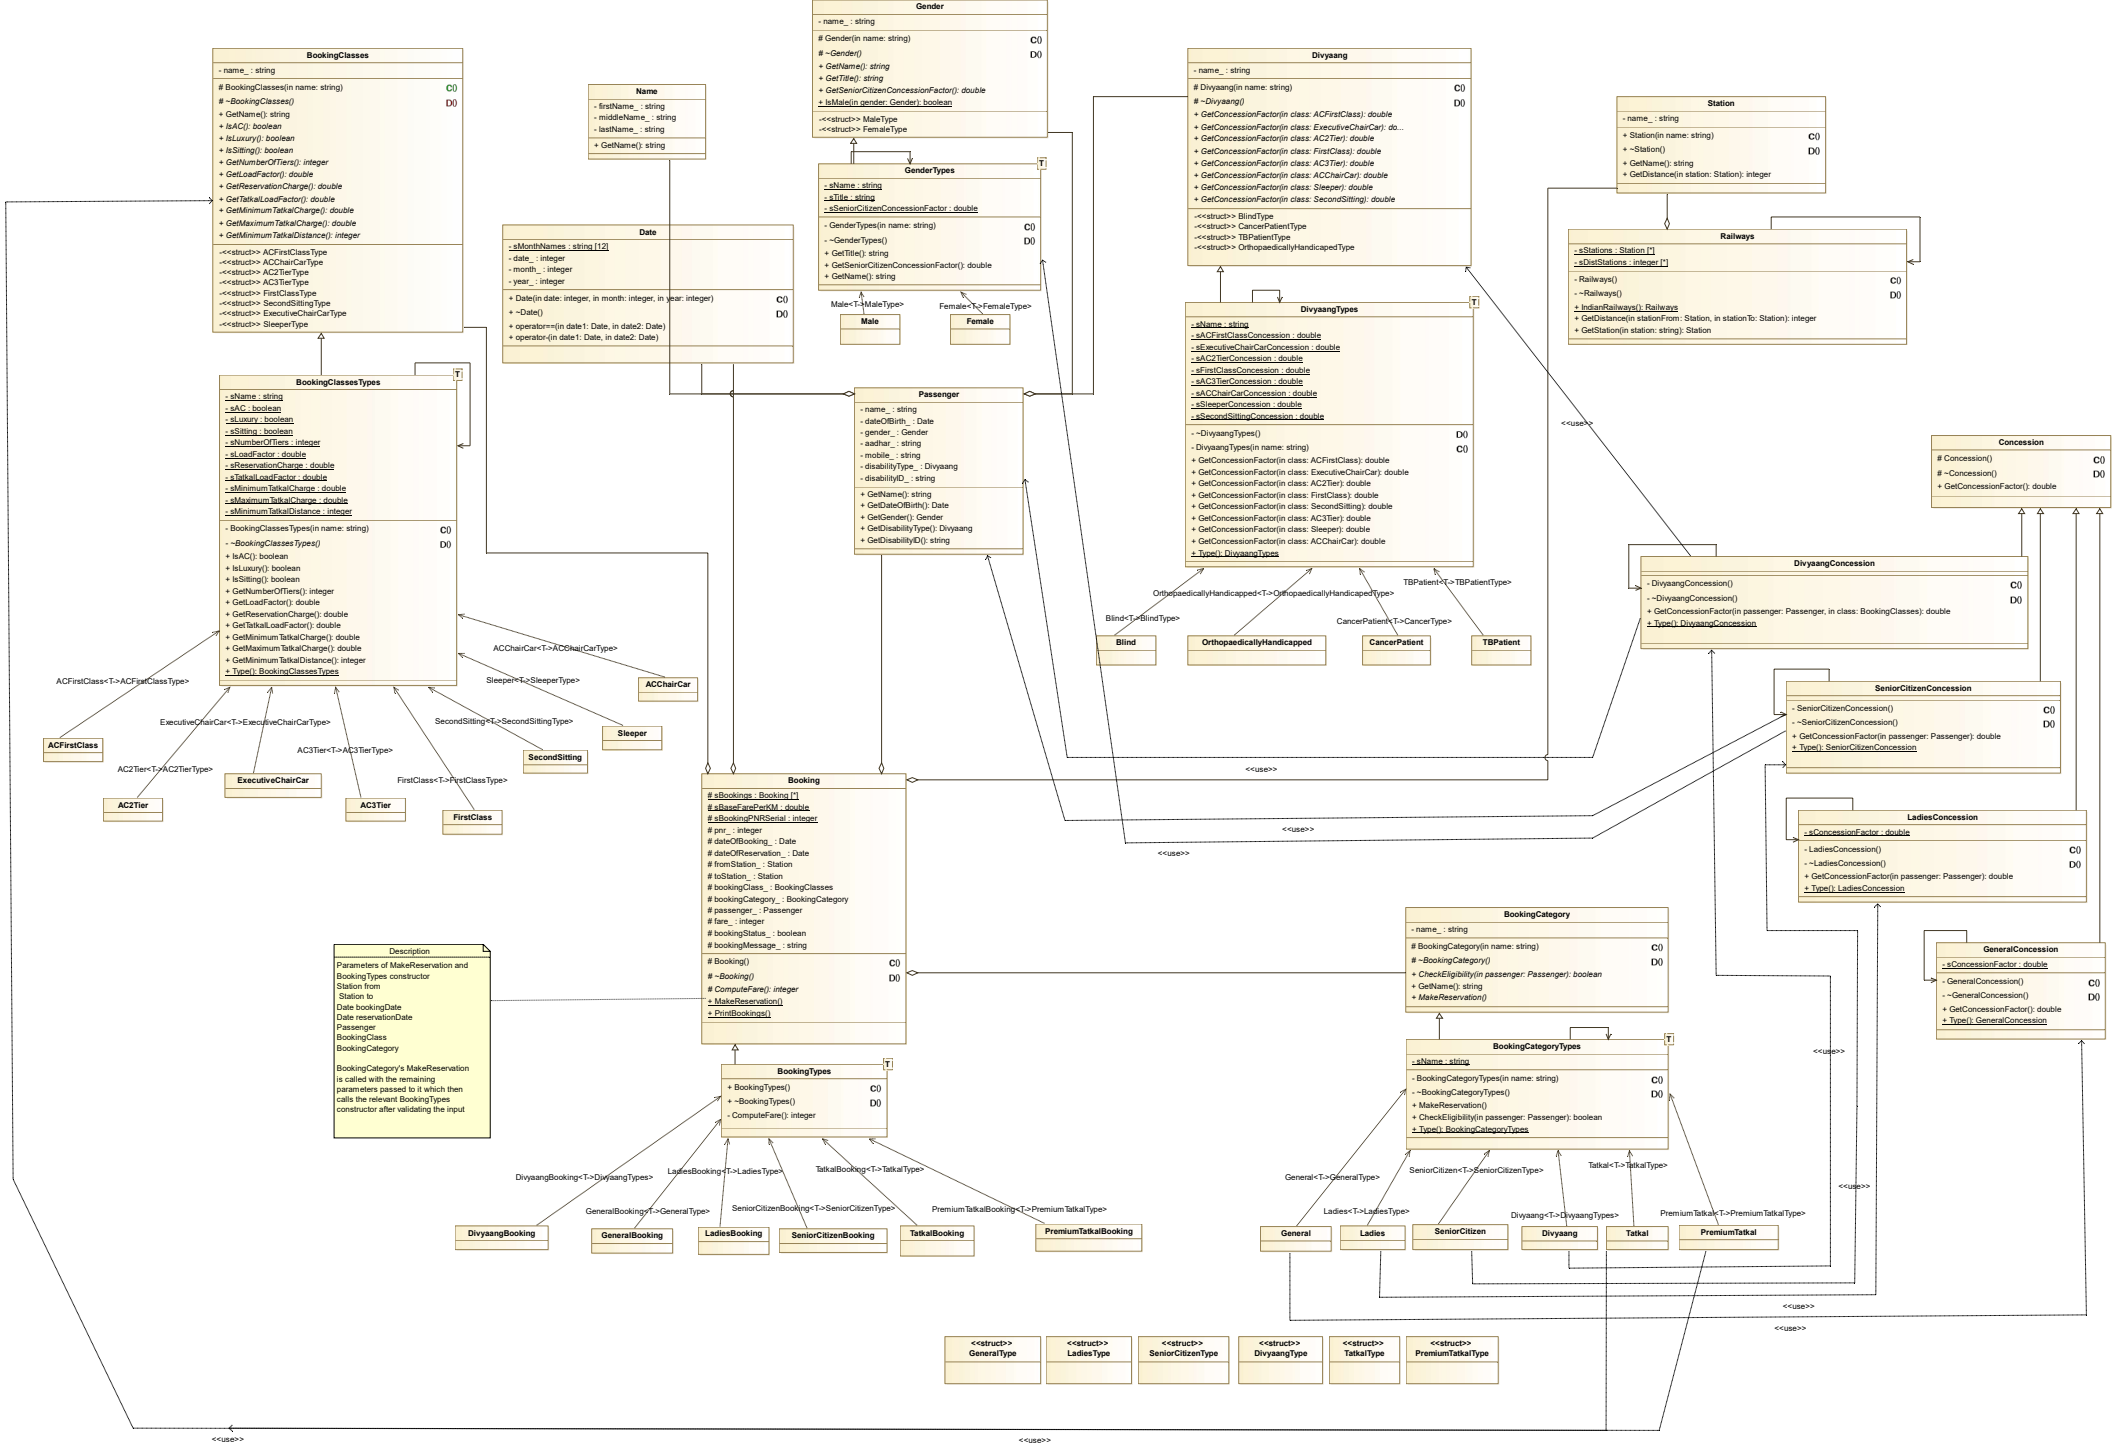 BookingClasses
- name_ : string
# BookingClasses(in name: string) C()
# ~BookingClasses() D()
+ GetName(): string
+ IsAC(): boolean
+ IsLuxury(): boolean
+ IsSitting(): boolean
+ GetNumberOfTiers(): integer
+ GetLoadFactor(): double
+ GetReservationCharge(): double
+ GetTatkalLoadFactor(): double
+ GetMinimumTatkalCharge(): double
+ GetMaximumTatkalCharge(): double
+ GetMinimumTatkalDistance(): integer
-<<struct>> ACFirstClassType
-<<struct>> ACChairCarType
-<<struct>> AC2TierType
-<<struct>> AC3TierType
-<<struct>> FirstClassType
-<<struct>> SecondSittingType
-<<struct>> ExecutiveChairCarType
-<<struct>> SleeperType
Name
- firstName_ : string
- middleName_ : string
- lastName_ : string
+ GetName(): string
Gender
- name_ : string
# Gender(in name: string) C()
# ~Gender() D()
+ GetName(): string
+ GetTitle(): string
+ GetSeniorCitizenConcessionFactor(): double
+ IsMale(in gender: Gender): boolean
-<<struct>> MaleType
-<<struct>> FemaleType
GenderTypes
T
- sName : string
- sTitle : string
- sSeniorCitizenConcessionFactor : double
- GenderTypes(in name: string) C()
- ~GenderTypes() D()
+ GetTitle(): string
+ GetSeniorCitizenConcessionFactor(): double
+ GetName(): string
Male<T->MaleType>
Female<T->FemaleType>
Male
Female
Date
- sMonthNames : string [12]
- date_ : integer
- month_ : integer
- year_ : integer
+ Date(in date: integer, in month: integer, in year: integer) C()
+ ~Date() D()
+ operator==(in date1: Date, in date2: Date)
+ operator-(in date1: Date, in date2: Date)
Divyaang
- name_ : string
# Divyaang(in name: string) C()
# ~Divyaang() D()
+ GetConcessionFactor(in class: ACFirstClass): double
+ GetConcessionFactor(in class: ExecutiveChairCar): do...
+ GetConcessionFactor(in class: AC2Tier): double
+ GetConcessionFactor(in class: FirstClass): double
+ GetConcessionFactor(in class: AC3Tier): double
+ GetConcessionFactor(in class: ACChairCar): double
+ GetConcessionFactor(in class: Sleeper): double
+ GetConcessionFactor(in class: SecondSitting): double
-<<struct>> BlindType
-<<struct>> CancerPatientType
-<<struct>> TBPatientType
-<<struct>> OrthopaedicallyHandicapedType
Station
- name_ : string
+ Station(in name: string) C()
+ ~Station() D()
+ GetName(): string
+ GetDistance(in station: Station): integer
Railways
- sStations : Station [*]
- sDistStations : integer [*]
- Railways() C()
- ~Railways() D()
+ IndianRailways(): Railways
+ GetDistance(in stationFrom: Station, in stationTo: Station): integer
+ GetStation(in station: string): Station
DivyaangTypes
T
- sName : string
- sACFirstClassConcession : double
- sExecutiveChairCarConcession : double
- sAC2TierConcession : double
- sFirstClassConcession : double
- sAC3TierConcession : double
- sACChairCarConcession : double
- sSleeperConcession : double
- sSecondSittingConcession : double
- ~DivyaangTypes() D()
- DivyaangTypes(in name: string) C()
+ GetConcessionFactor(in class: ACFirstClass): double
+ GetConcessionFactor(in class: ExecutiveChairCar): double
+ GetConcessionFactor(in class: AC2Tier): double
+ GetConcessionFactor(in class: FirstClass): double
+ GetConcessionFactor(in class: SecondSitting): double
+ GetConcessionFactor(in class: AC3Tier): double
+ GetConcessionFactor(in class: Sleeper): double
+ GetConcessionFactor(in class: ACChairCar): double
+ Type(): DivyaangTypes
TBPatient<T->TBPatientType>
OrthopaedicallyHandicapped<T->OrthopaedicallyHandicapedType>
Blind<T->BlindType>
CancerPatient<T->CancerType>
Blind
OrthopaedicallyHandicapped
CancerPatient
TBPatient
BookingClassesTypes
T
- sName : string
- sAC : boolean
- sLuxury : boolean
- sSitting : boolean
- sNumberOfTiers : integer
- sLoadFactor : double
- sReservationCharge : double
- sTatkalLoadFactor : double
- sMinimumTatkalCharge : double
- sMaximumTatkalCharge : double
- sMinimumTatkalDistance : integer
- BookingClassesTypes(in name: string) C()
- ~BookingClassesTypes() D()
+ IsAC(): boolean
+ IsLuxury(): boolean
+ IsSitting(): boolean
+ GetNumberOfTiers(): integer
+ GetLoadFactor(): double
+ GetReservationCharge(): double
+ GetTatkalLoadFactor(): double
+ GetMinimumTatkalCharge(): double
+ GetMaximumTatkalCharge(): double
+ GetMinimumTatkalDistance(): integer
+ Type(): BookingClassesTypes
ACChairCar<T->ACChairCarType>
ACFirstClass<T->ACFirstClassType>
Sleeper<T->SleeperType>
ACChairCar
ExecutiveChairCar<T->ExecutiveChairCarType>
SecondSitting<T->SecondSittingType>
Sleeper
ACFirstClass
AC3Tier<T->AC3TierType>
SecondSitting
AC2Tier<T->AC2TierType>
ExecutiveChairCar
FirstClass<T->FirstClassType>
AC2Tier
AC3Tier
FirstClass
Passenger
- name_ : string
- dateOfBirth_ : Date
- gender_ : Gender
- aadhar_ : string
- mobile_ : string
- disabilityType_ : Divyaang
- disabilityID_ : string
+ GetName(): string
+ GetDateOfBirth(): Date
+ GetGender(): Gender
+ GetDisabilityType(): Divyaang
+ GetDisabilityID(): string
<<use>>
Concession
# Concession() C()
# ~Concession() D()
+ GetConcessionFactor(): double
DivyaangConcession
- DivyaangConcession() C()
- ~DivyaangConcession() D()
+ GetConcessionFactor(in passenger: Passenger, in class: BookingClasses): double
+ Type(): DivyaangConcession
SeniorCitizenConcession
- SeniorCitizenConcession() C()
- ~SeniorCitizenConcession() D()
+ GetConcessionFactor(in passenger: Passenger): double
+ Type(): SeniorCitizenConcession
<<use>>
<<use>>
<<use>>
LadiesConcession
- sConcessionFactor : double
- LadiesConcession() C()
- ~LadiesConcession() D()
+ GetConcessionFactor(in passenger: Passenger): double
+ Type(): LadiesConcession
GeneralConcession
- sConcessionFactor : double
- GeneralConcession() C()
- ~GeneralConcession() D()
+ GetConcessionFactor(): double
+ Type(): GeneralConcession
Booking
# sBookings : Booking [*]
# sBaseFarePerKM : double
# sBookingPNRSerial : integer
# pnr_ : integer
# dateOfBooking_ : Date
# dateOfReservation_ : Date
# fromStation_ : Station
# toStation_ : Station
# bookingClass_ : BookingClasses
# bookingCategory_ : BookingCategory
# passenger_ : Passenger
# fare_ : integer
# bookingStatus_ : boolean
# bookingMessage_ : string
# Booking() C()
# ~Booking() D()
# ComputeFare(): integer
+ MakeReservation()
+ PrintBookings()
Description
Parameters of MakeReservation and
BookingTypes constructor
Station from
Station to
Date bookingDate
Date reservationDate
Passenger
BookingClass
BookingCategory
BookingCategory's MakeReservation
is called with the remaining
parameters passed to it which then
calls the relevant BookingTypes
constructor after validating the input
BookingTypes
T
+ BookingTypes() C()
+ ~BookingTypes() D()
- ComputeFare(): integer
DivyaangBooking<T->DivyaangTypes>
LadiesBooking<T->LadiesType>
TatkalBooking<T->TatkalType>
GeneralBooking<T->GeneralType>
SeniorCitizenBooking<T->SeniorCitizenType>
PremiumTatkalBooking<T->PremiumTatkalType>
DivyaangBooking
GeneralBooking
LadiesBooking
SeniorCitizenBooking
TatkalBooking
PremiumTatkalBooking
BookingCategory
- name_ : string
# BookingCategory(in name: string) C()
# ~BookingCategory() D()
+ CheckEligibility(in passenger: Passenger): boolean
+ GetName(): string
+ MakeReservation()
BookingCategoryTypes
T
- sName : string
- BookingCategoryTypes(in name: string) C()
- ~BookingCategoryTypes() D()
+ MakeReservation()
+ CheckEligibility(in passenger: Passenger): boolean
+ Type(): BookingCategoryTypes
General<T->GeneralType>
SeniorCitizen<T->SeniorCitizenType>
Tatkal<T->TatkalType>
Ladies<T->LadiesType>
Divyaang<T->DivyaangTypes>
PremiumTatkal<T->PremiumTatkalType>
General
Ladies
SeniorCitizen
Divyaang
Tatkal
PremiumTatkal
<<use>>
<<use>>
<<use>>
<<use>>
<<struct>>
GeneralType
<<struct>>
LadiesType
<<struct>>
SeniorCitizenType
<<struct>>
DivyaangType
<<struct>>
TatkalType
<<struct>>
PremiumTatkalType
<<use>>
<<use>>